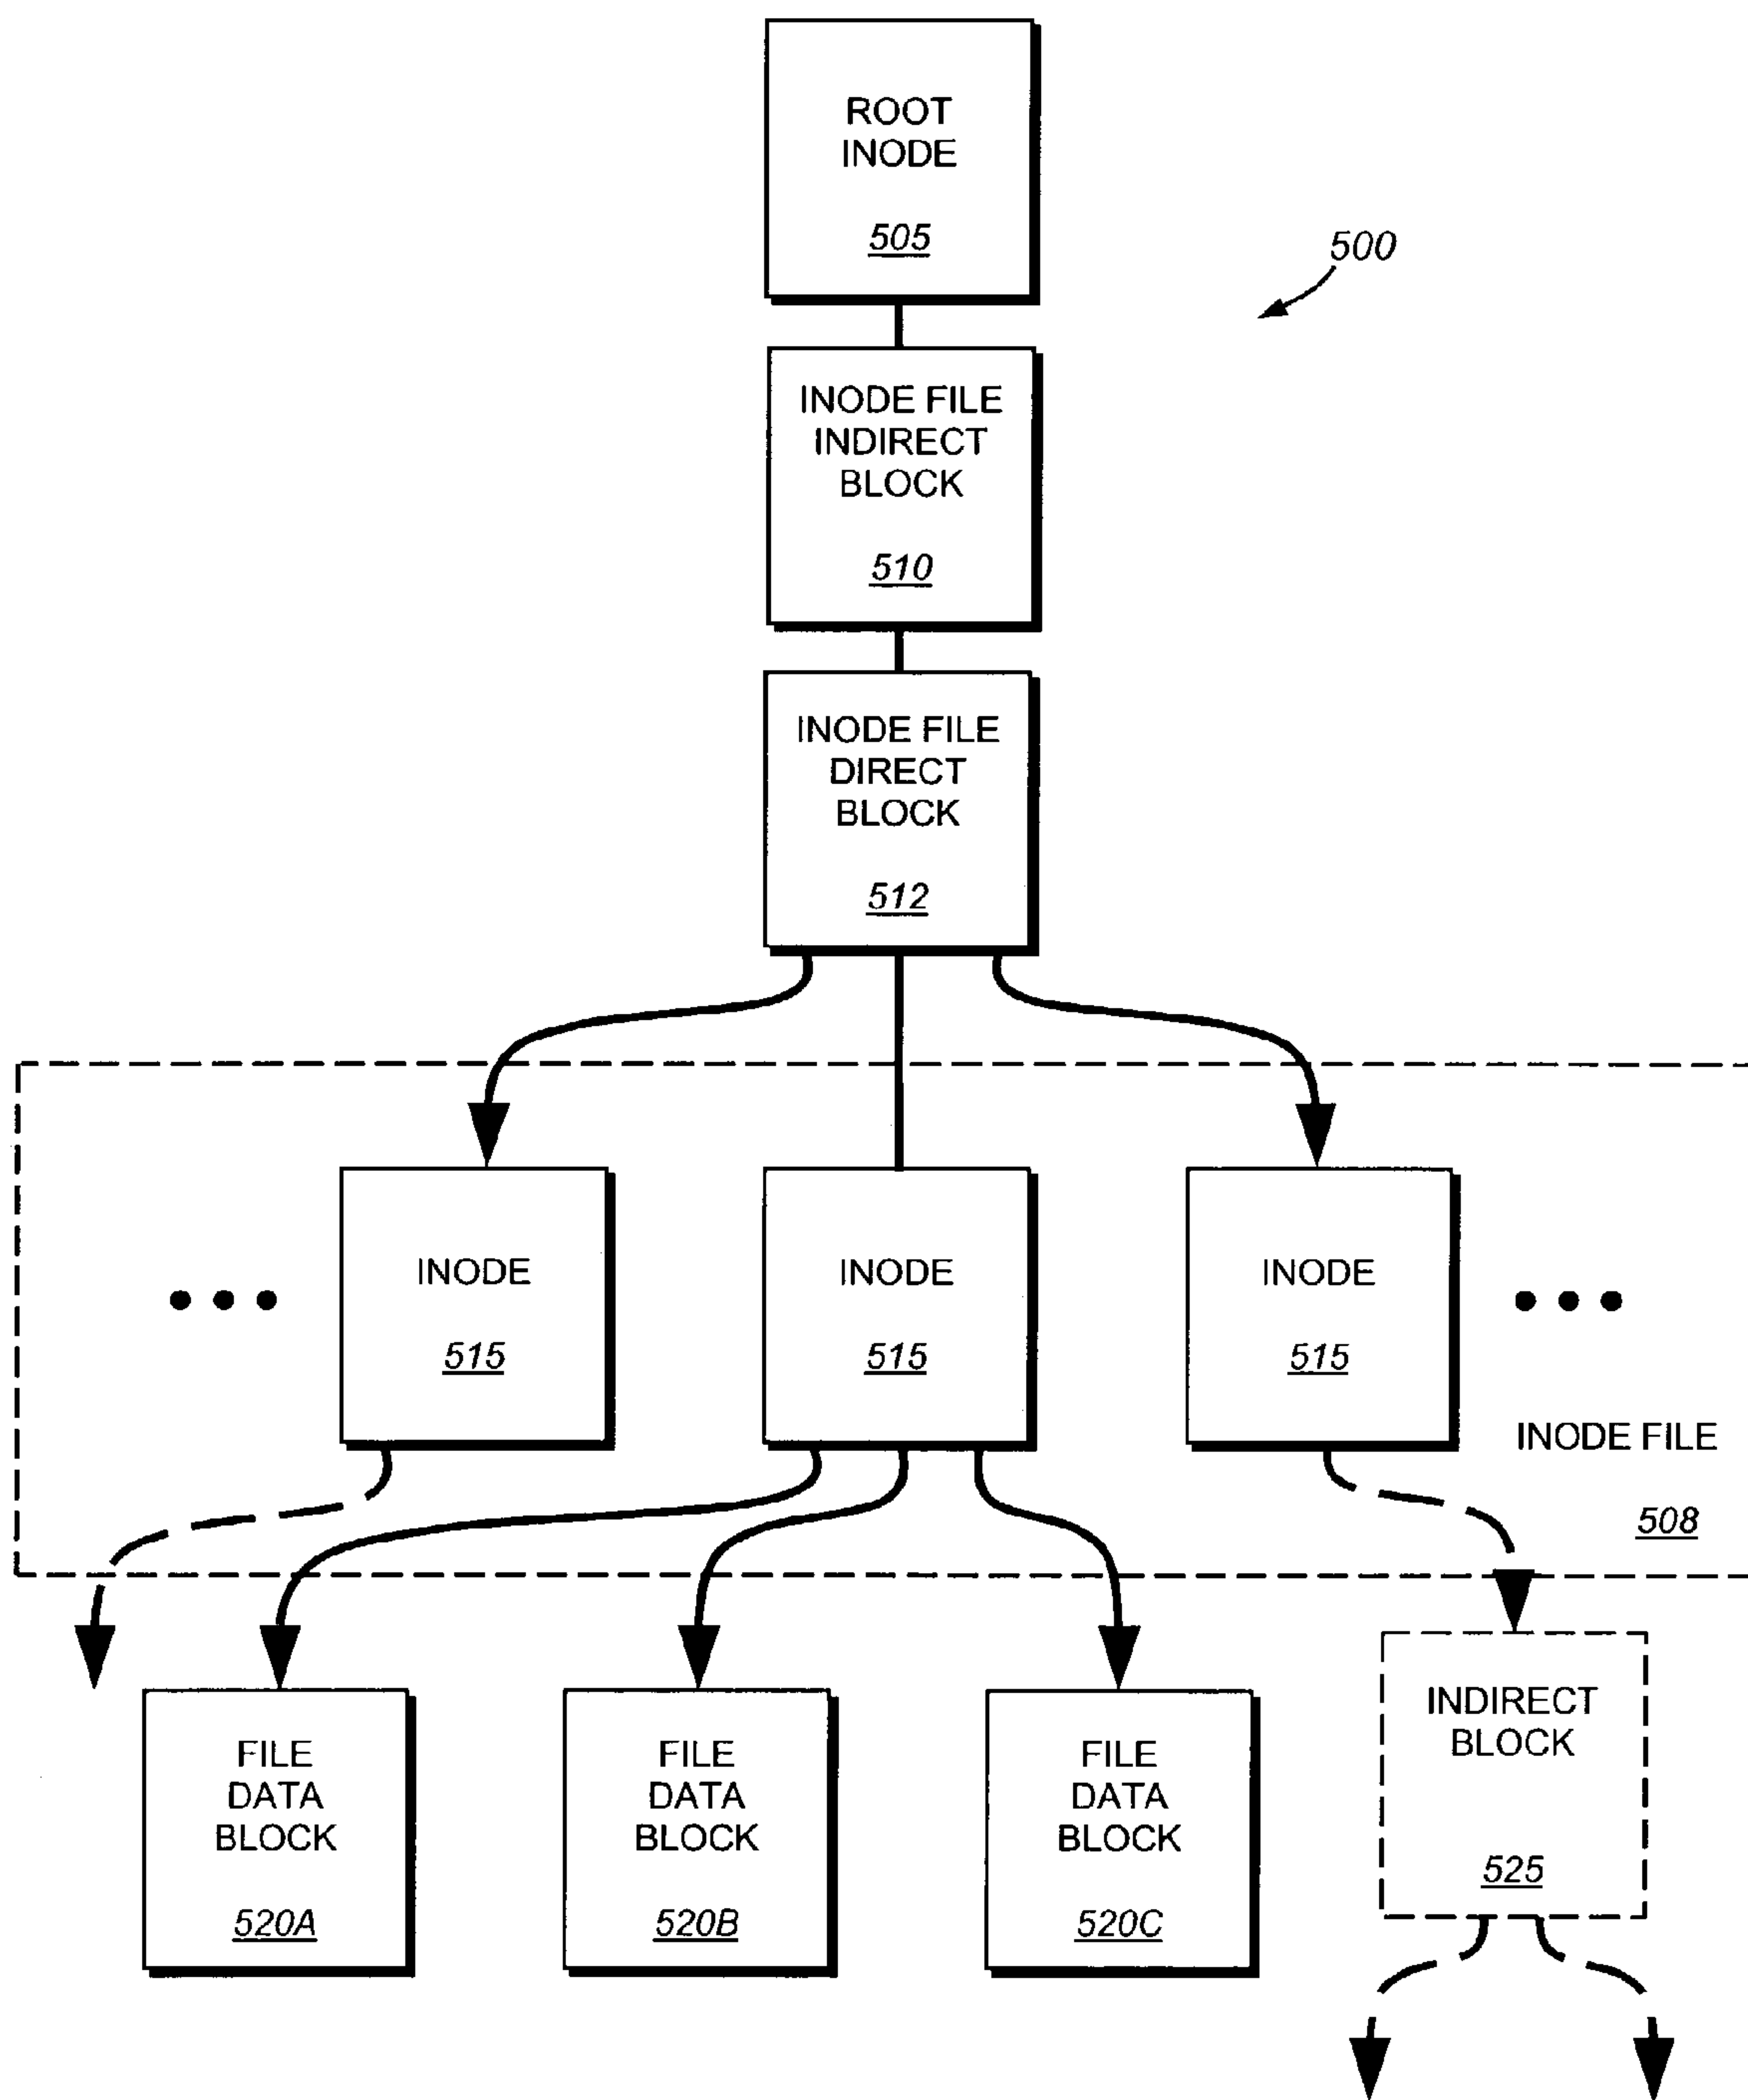 ROOT
INODE
505
500
INODE FILE
INDIRECT
BLOCK
510
INODE FILE
DIRECT
BLOCK
512
INODE
515
INODE
515
INODE
515
INODE FILE
508
FILE
DATA
BLOCK
520A
FILE
DATA
BLOCK
520B
FILE
DATA
BLOCK
520C
INDIRECT
BLOCK
525